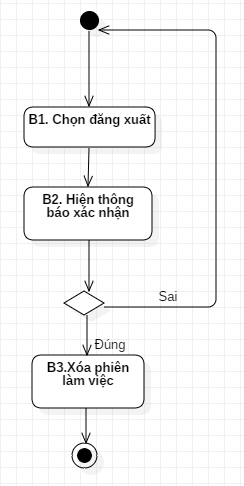 B1. Chọn đăng xuất
B2. Hiện thông
báo xác nhận
Sai
Đúng
B3.Xóa phiên
làm việc